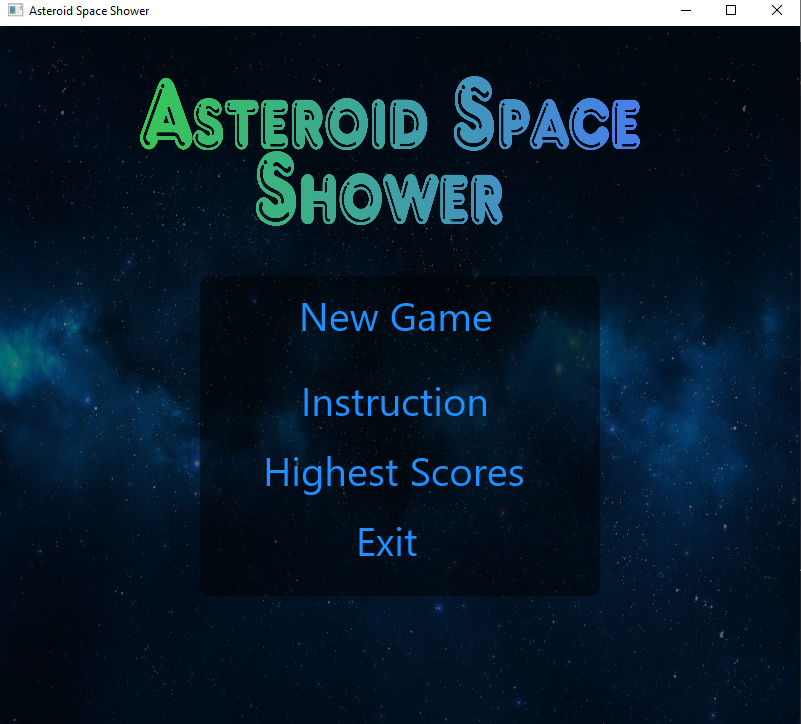 Asteroid Space Shower
Asteroid Space
Shower
New Game
Instruction
Highest Scores
Exit